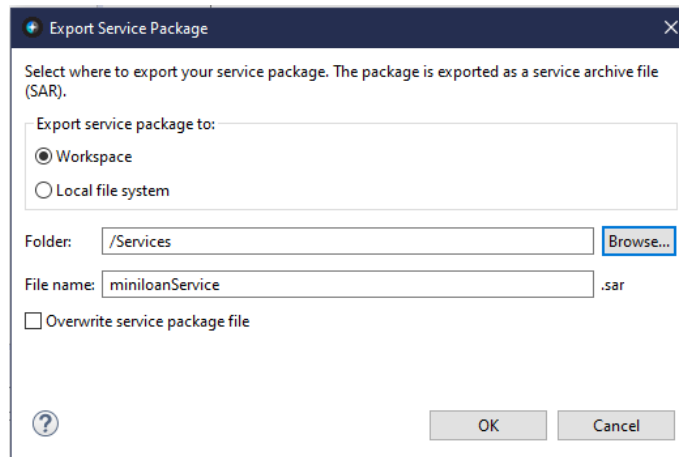 Export Service Package
Select where to export your service package. The package is exported as a service archive file
(SAR).
Export service package to:
Workspace
Local file system
Folder: /Services Browse...
File name: miniloanService .sar
Overwrite service package file
? OK Cancel